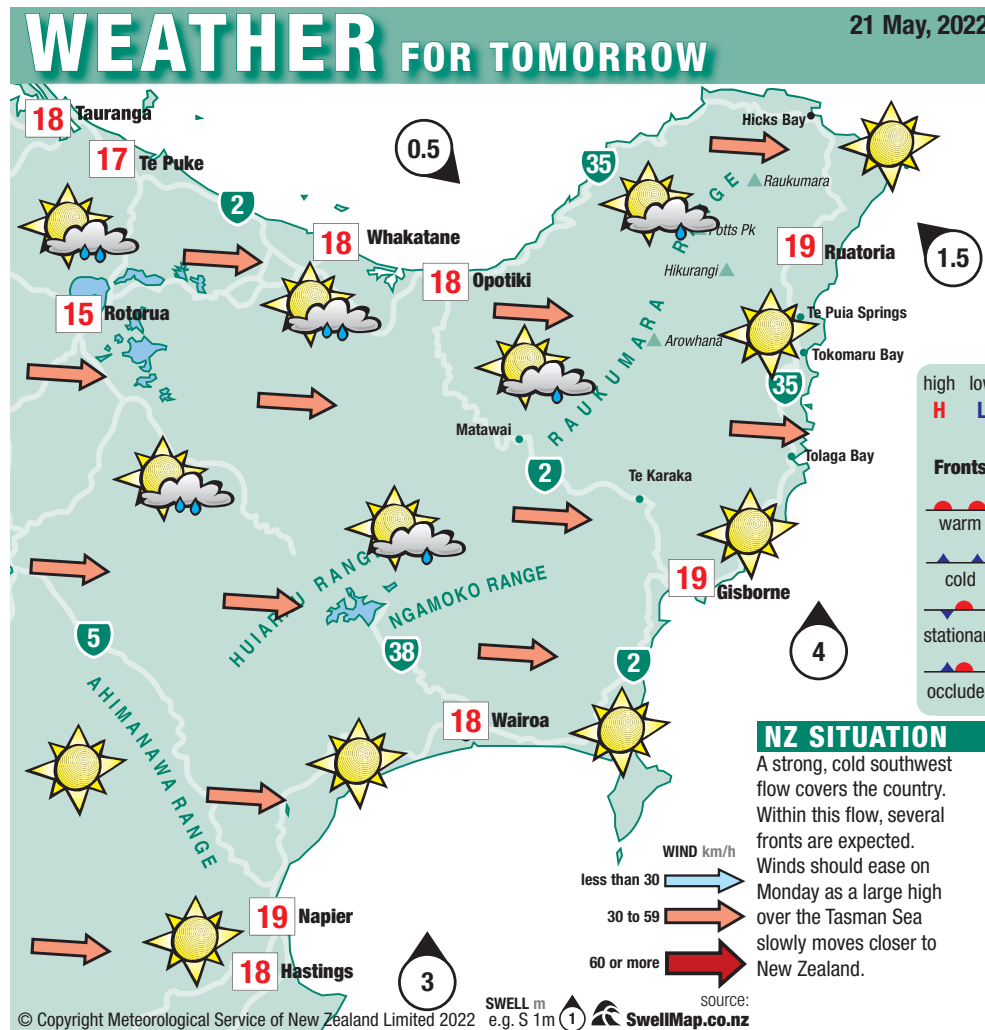 WEATHER FOR TOMORROW
21 May, 2022
18 Tauranga
17 Te Puke
0.5
Hicks Bay
35
2
Raukumara
RANGE
Potts Pk
18 Whakatane
19 Ruatoria
1.5
18 Opotiki
Hikurangi
15 Rotorua
Te Puia Springs
Arowhana
Tokomaru Bay
RAUKUMARA
35
high
H L
Matawai
Tolaga Bay
2
Te Karaka
Fronts
warm
cold
19 Gisborne
HUIARAU RANGE
NGAMOKO RANGE
5
38
4
2
AHIMANAWA RANGE
18 Wairoa
NZ SITUATION
A strong, cold southwest
flow covers the country.
Within this flow, several
fronts are expected.
Winds should ease on
Monday as a large high
over the Tasman Sea
slowly moves closer to
New Zealand.
WIND km/h
less than 30
30 to 59
60 or more
19 Napier
18 Hastings
3
© Copyright Meteorological Service of New Zealand Limited 2022
SWELL m
e.g. S 1m 1
source:
SwellMap.co.nz